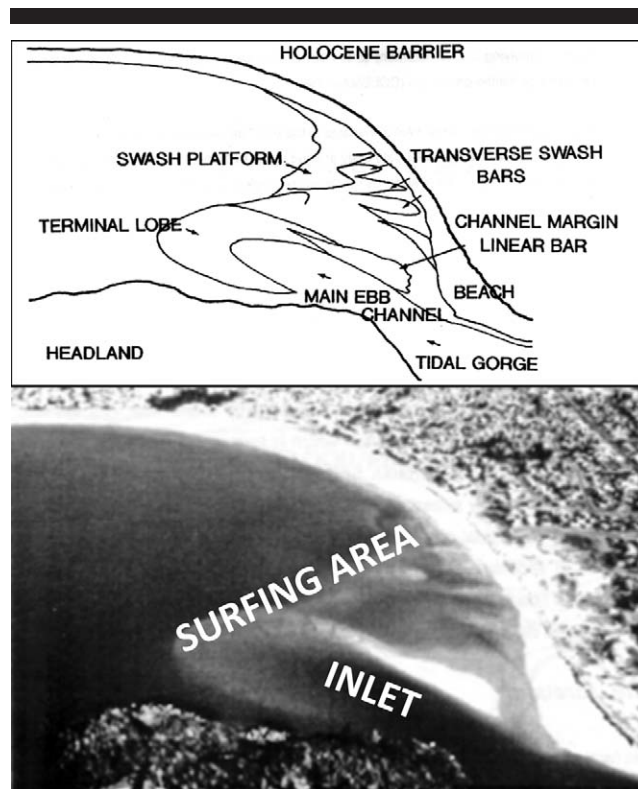 HOLOCENE BARRIER
SWASH PLATFORM
TRANSVERSE SWASH
BARS
TERMINAL LOBE
CHANNEL MARGIN
LINEAR BAR
MAIN EBB
CHANNEL
BEACH
HEADLAND
TIDAL GORGE
SURFING AREA
INLET